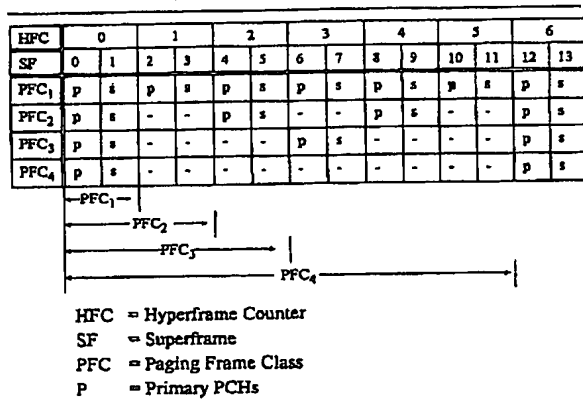 HFC 0 1 2 3 4 5 6
SF 0 1 2 3 4 5 6 7 8 9 10 11 12 13
PFC1 p s p s p s p s p s p s p s
PFC2 p s - - p s - - p s - - p s
PFC3 p s - - - - p s - - - - p s
PFC4 p s - - - - - - - - - - p s
PFC1
PFC2
PFC3
PFC4
HFC = Hyperframe Counter
SF = Superframe
PFC = Paging Frame Class
P = Primary PCHs